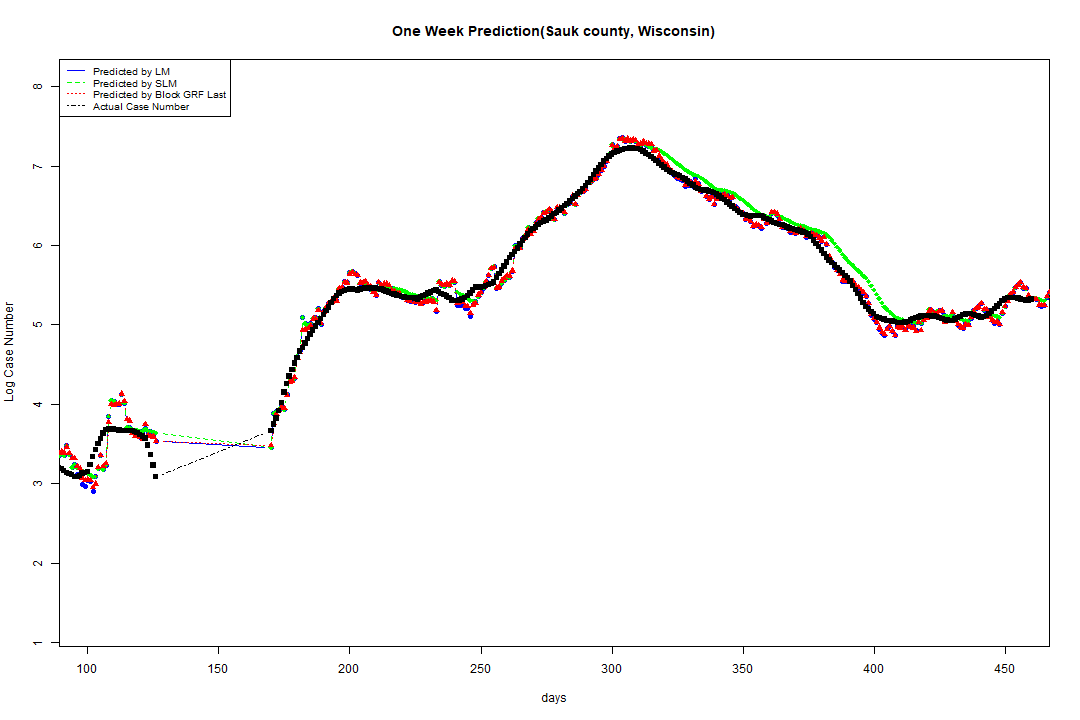 One Week Prediction(Sauk county, Wisconsin)
Predicted by LM
Predicted by SLM
Predicted by Block GRF Last
Actual Case Number
8
7
6
5
4
3
2
1
Log Case Number
100 150 200 250 300 350 400 450
days